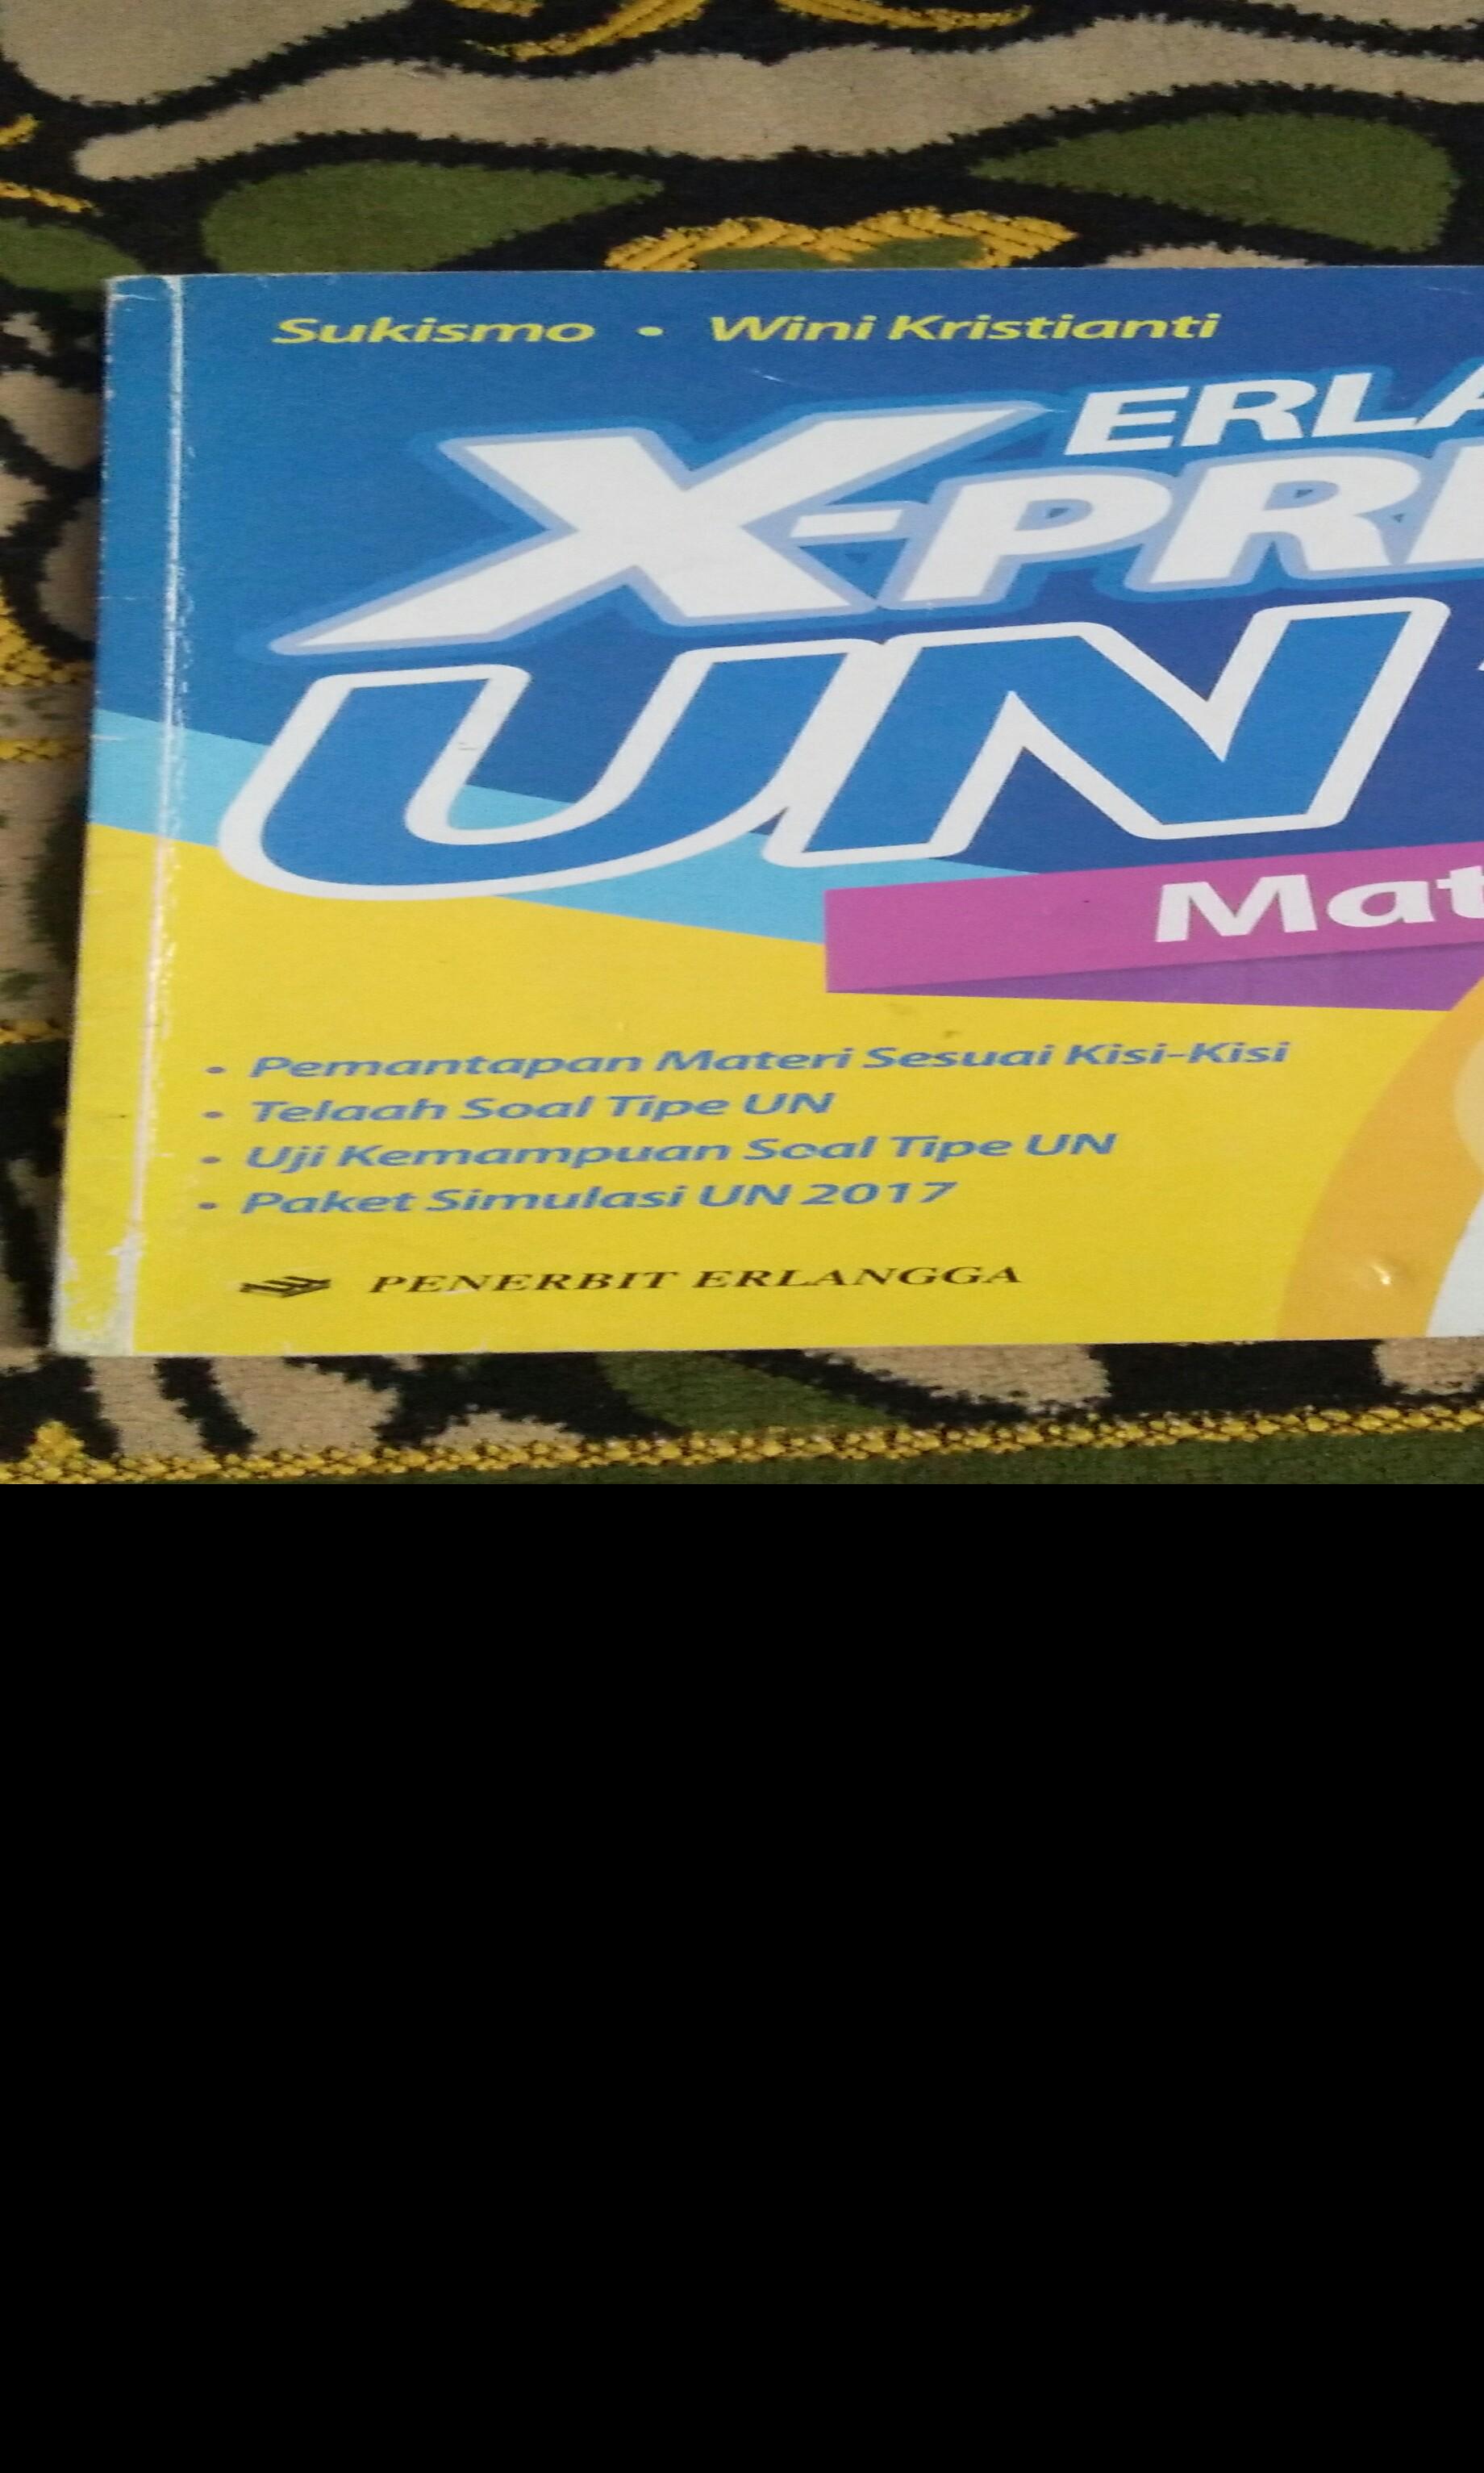 Sukismo • Wini Kristianti
ERLA
X-PR
UN
Mat
• Pemantapan Materi Sesuai Kisi-Kisi
• Telaah Soal Tipe UN
• Uji Kemampuan Soal Tipe UN
• Paket Simulasi UN 2017
PENERBIT ERLANGGA